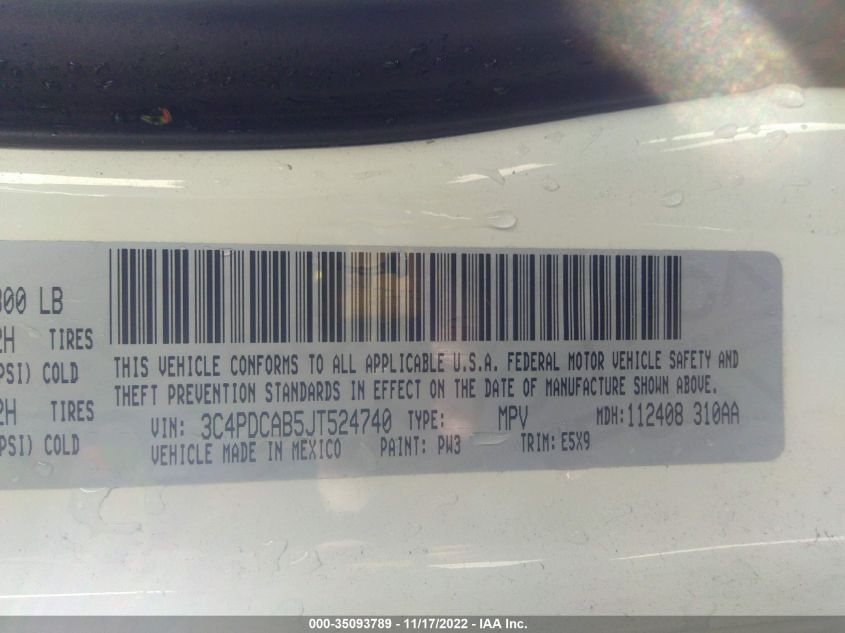 800 LB
2H TIRES
PSI) COLD
2H TIRES
PSI) COLD
THIS VEHICLE CONFORMS TO ALL APPLICABLE U.S.A. FEDERAL MOTOR VEHICLE SAFETY AND
THEFT PREVENTION STANDARDS IN EFFECT ON THE DATE OF MANUFACTURE SHOWN ABOVE.
VIN: 3C4PDCAB5JT524740 TYPE: MPV MDH:112408 310AA
VEHICLE MADE IN MEXICO PAINT: PW3 TRIM: E5X9
000-35093789 - 11/17/2022 - IAA Inc.